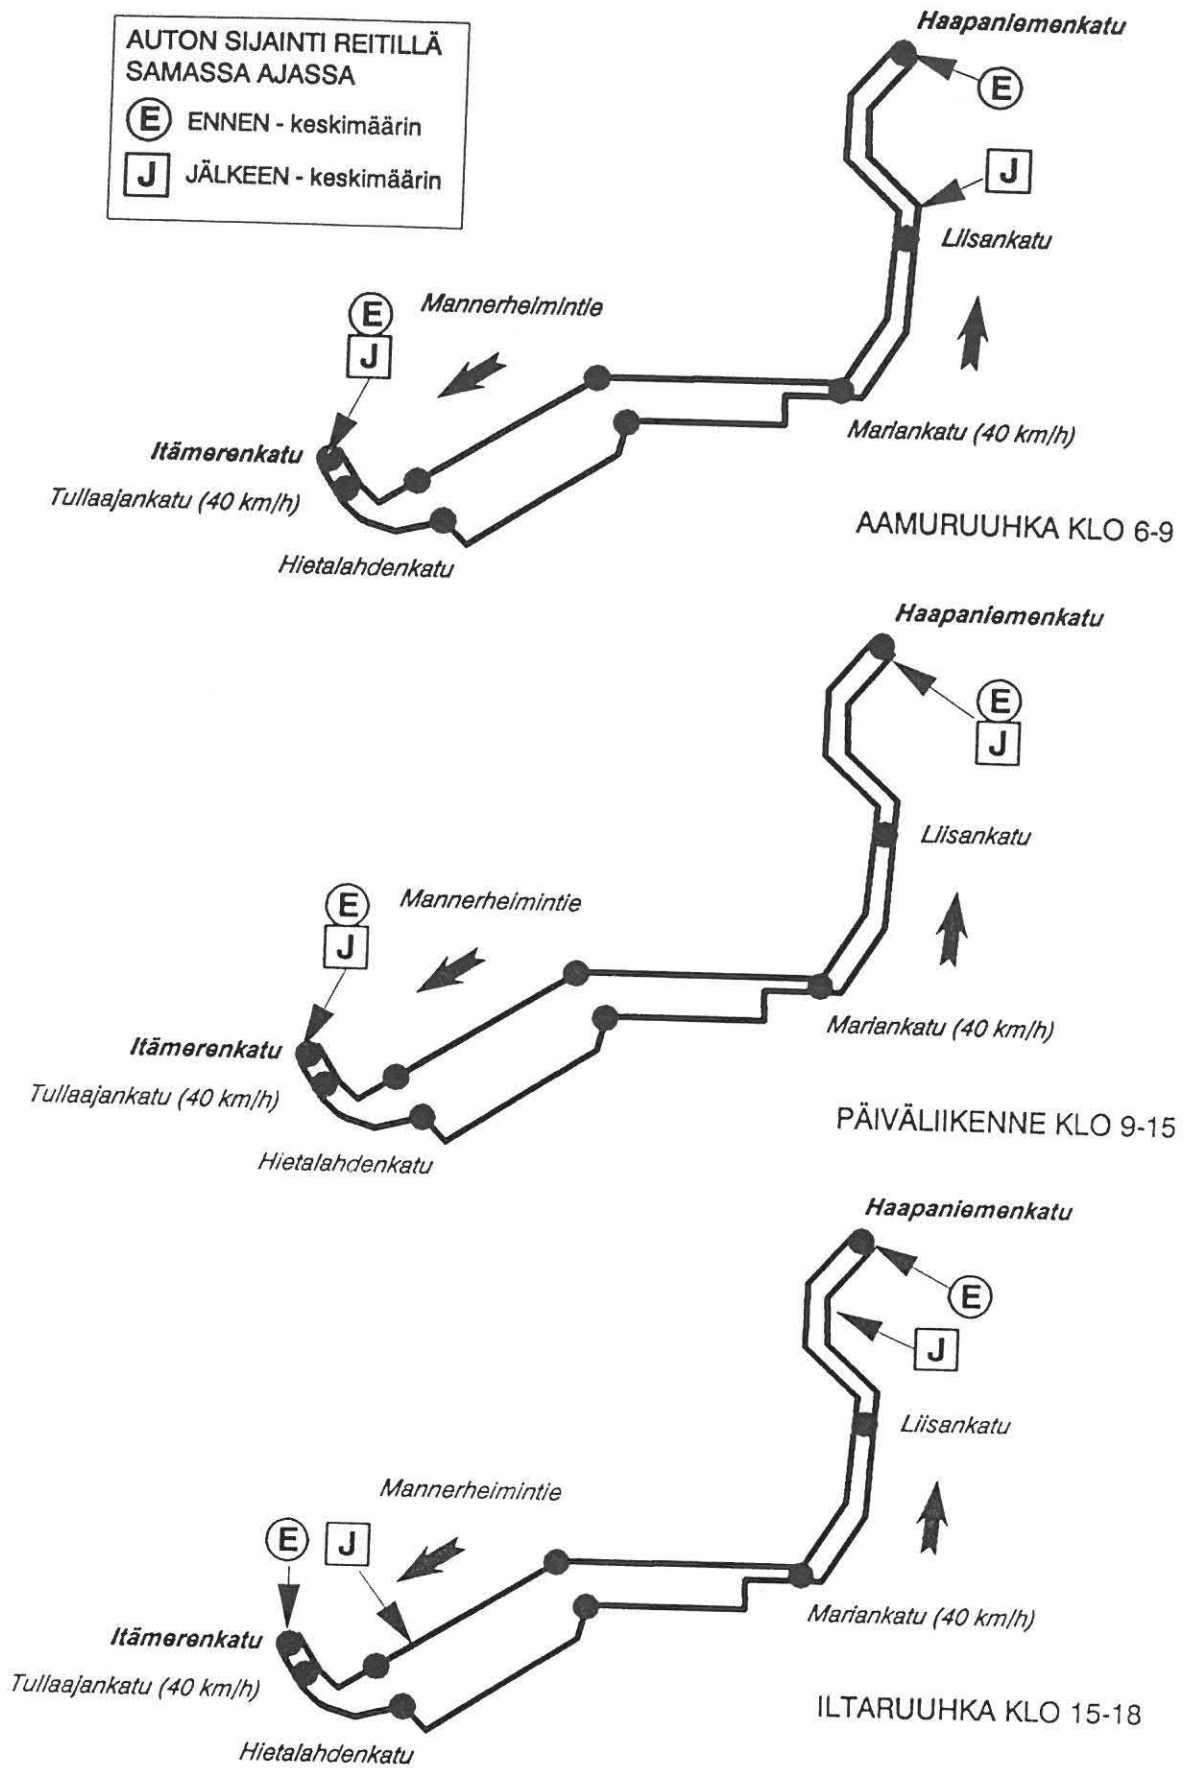 AUTON SIJAINTI REITILLÄ
SAMASSA AJASSA
E ENNEN - keskimäärin
J JÄLKEEN - keskimäärin
Haapaniemenkatu
E
J
Liisankatu
E
J
Mannerheimintie
Mariankatu (40 km/h)
Itämerenkatu
Tullaajankatu (40 km/h)
Hietalahdenkatu
AAMURUUHKA KLO 6-9
Haapaniemenkatu
E
J
Liisankatu
E
J
Mannerheimintie
Mariankatu (40 km/h)
Itämerenkatu
Tullaajankatu (40 km/h)
Hietalahdenkatu
PÄIVÄLIIKENNE KLO 9-15
Haapaniemenkatu
E
J
Liisankatu
Mannerheimintie
E J
Mariankatu (40 km/h)
Itämerenkatu
Tullaajankatu (40 km/h)
Hietalahdenkatu
ILTARUUHKA KLO 15-18